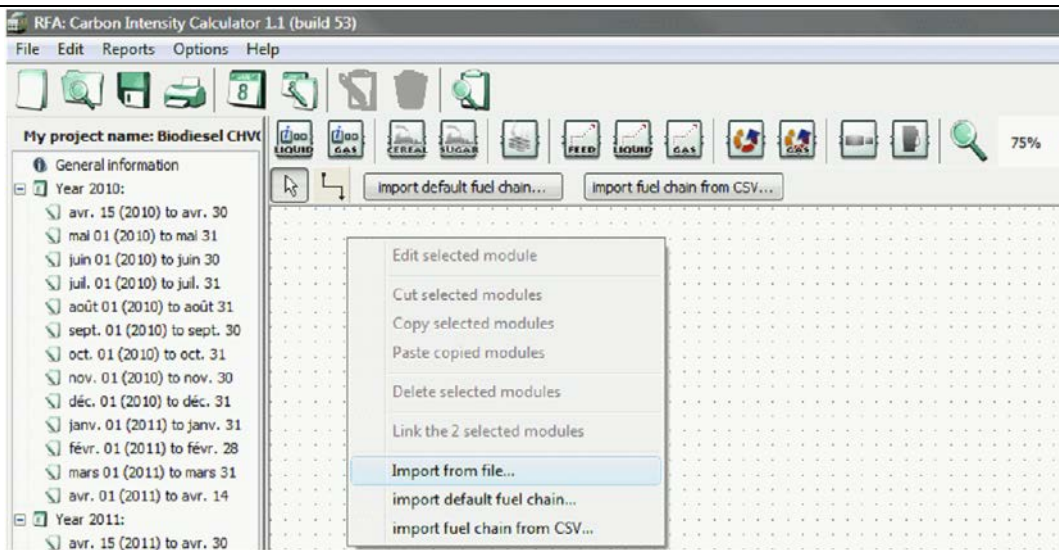 RFA: Carbon Intensity Calculator 1.1 (build 53)
File Edit Reports Options Help
8
My project name: Biodiesel CHV(
LIQUID GAS CEREAL SUGAR FEED LIQUID GAS GAS 75%
General information
Year 2010:
import default fuel chain... import fuel chain from CSV...
avr. 15 (2010) to avr. 30
mai 01 (2010) to mai 31
juin 01 (2010) to juin 30
juil. 01 (2010) to juil. 31
août 01 (2010) to août 31
sept. 01 (2010) to sept. 30
oct. 01 (2010) to oct. 31
nov. 01 (2010) to nov. 30
déc. 01 (2010) to déc. 31
janv. 01 (2011) to janv. 31
févr. 01 (2011) to févr. 28
mars 01 (2011) to mars 31
avr. 01 (2011) to avr. 14
Year 2011:
avr. 15 (2011) to avr. 30
Edit selected module
Cut selected modules
Copy selected modules
Paste copied modules
Delete selected modules
Link the 2 selected modules
Import from file...
import default fuel chain...
import fuel chain from CSV...